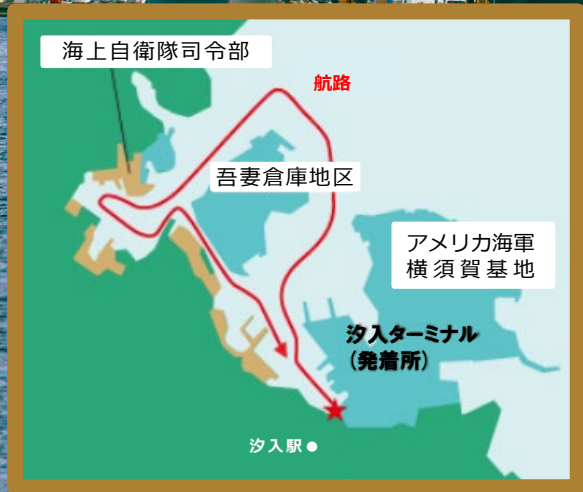 海上自衛隊司令部
航路
吾妻倉庫地区
アメリカ海軍
横須賀基地
汐入ターミナル
(発着所)
汐入駅